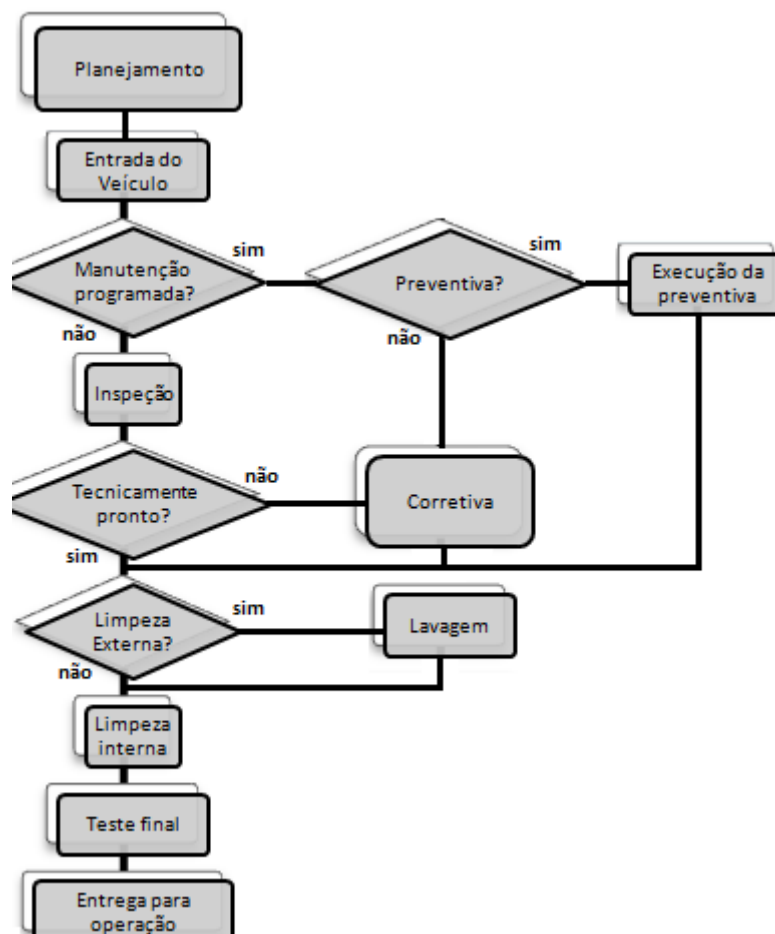 Planejamento
Entrada do
Veículo
sim
sim
Manutenção
programada?
Preventiva?
Execução da
preventiva
não
não
Inspeção
não
Tecnicamente
pronto?
Corretiva
sim
sim
Limpeza
Externa?
Lavagem
não
Limpeza
interna
Teste final
Entrega para
operação